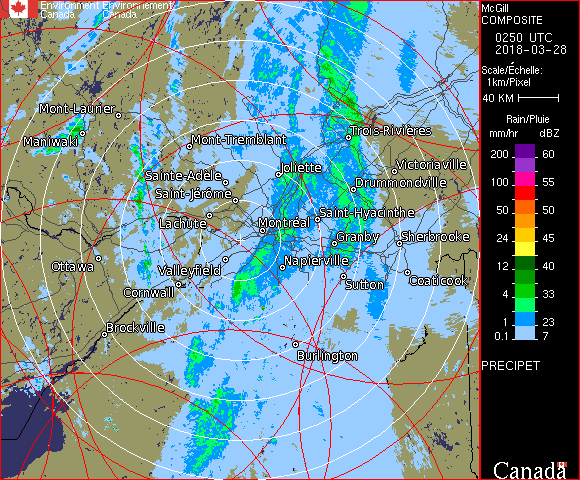 Environment Environnement
Canada Canada
McGill
COMPOSITE
0250 UTC
2018-03-28
Scale/Échelle:
1km/Pixel
40 KM
Rain/Pluie
mm/hr dBZ
200 60
100 55
50 50
24 45
12 40
4 33
1 23
0.1 7
PRECIPET
Canada
Mont-Laurier
Maniwaki
Mont-Tremblant
Trois-Rivières
Joliette
Victoriaville
Sainte-Adèle
Drummondville
Saint-Jérôme
Saint-Hyacinthe
Lachute
Montréal
Granby
Sherbrooke
Ottawa
Valleyfield
Napierville
Sutton
Coaticook
Cornwall
Brockville
Burlington